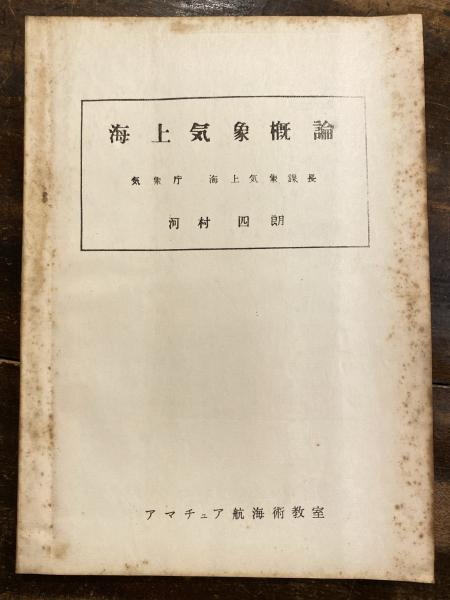 海上気象概論
気象庁 海上気象課長
河村 四朗
アマチュア航海術教室